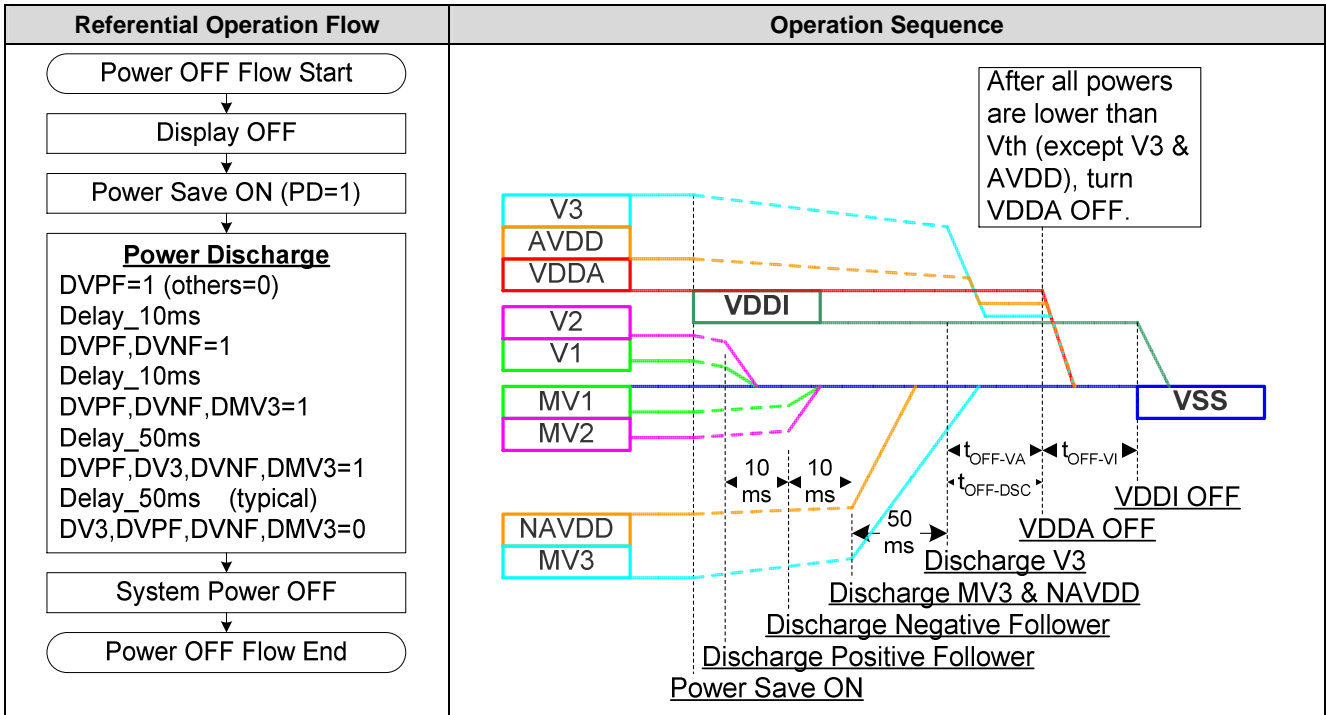 Referential Operation Flow
Operation Sequence
Power OFF Flow Start
Display OFF
Power Save ON (PD=1)
Power Discharge
DVPF=1 (others=0)
Delay_10ms
DVPF,DVNF=1
Delay_10ms
DVPF,DVNF,DMV3=1
Delay_50ms
DVPF,DV3,DVNF,DMV3=1
Delay_50ms (typical)
DV3,DVPF,DVNF,DMV3=0
System Power OFF
Power OFF Flow End
After all powers
are lower than
Vth (except V3 &
AVDD), turn
VDDA OFF.
V3
AVDD
VDDA
VDDI
V2
V1
MV1
MV2
VSS
10
ms
10
ms
tOFF-VA
tOFF-VI
tOFF-DSC
NAVDD
MV3
50
ms
VDDI OFF
VDDA OFF
Discharge V3
Discharge MV3 & NAVDD
Discharge Negative Follower
Discharge Positive Follower
Power Save ON